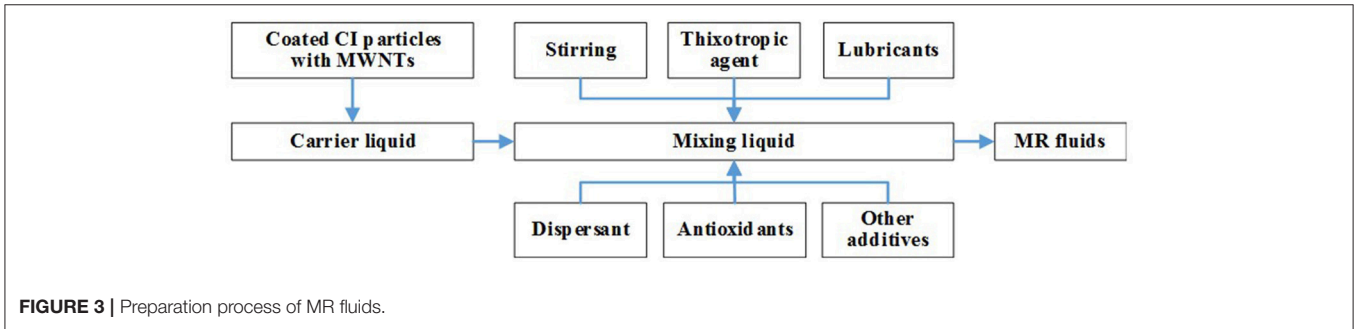 Coated CI particles
with MWNTs
Stirring
Thixotropic
agent
Lubricants
Carrier liquid
Mixing liquid
MR fluids
Dispersant
Antioxidants
Other
additives
FIGURE 3 | Preparation process of MR fluids.